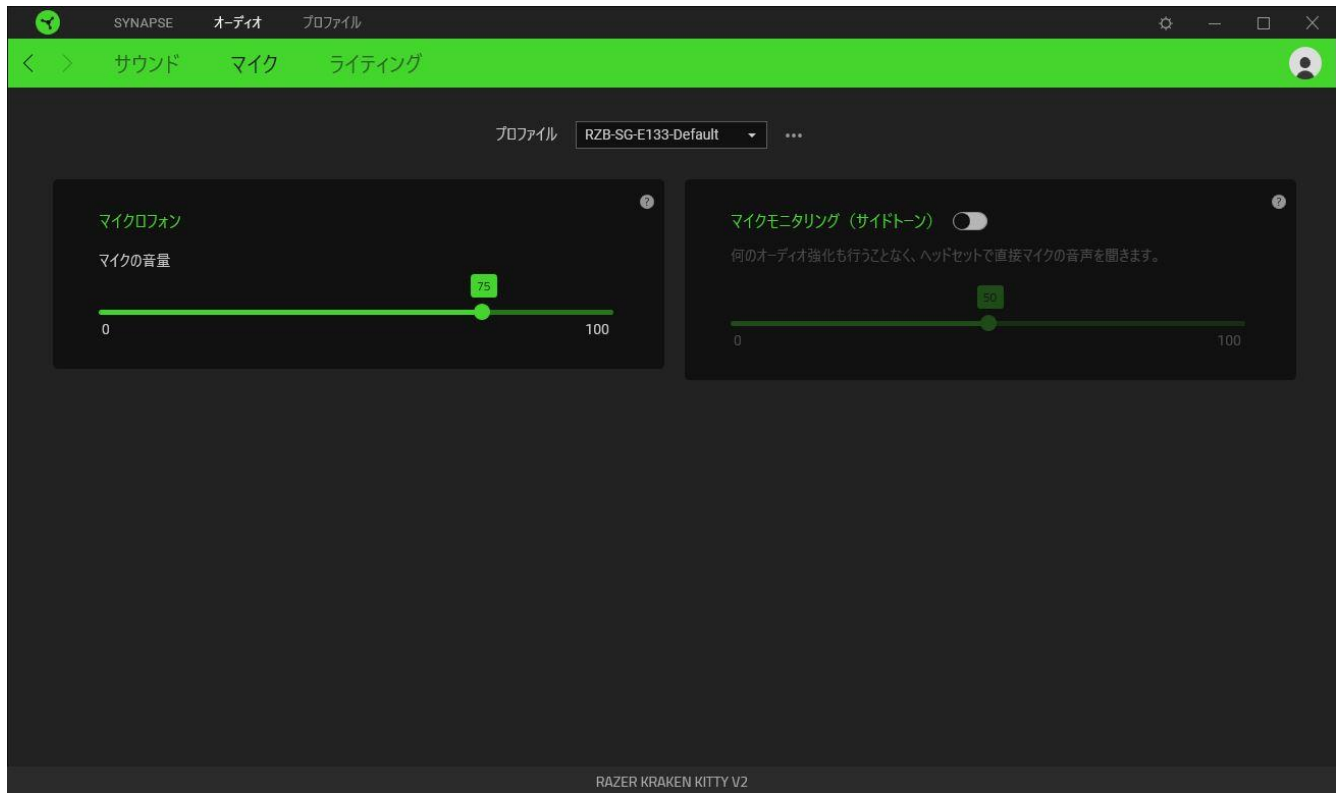 SYNAPSE オーディオ プロファイル
サウンド マイク ライティング
プロファイル RZB-SG-E133-Default
マイクロフォン
マイクの音量
75
0 100
マイクモニタリング（サイドトーン）
何のオーディオ強化も行うことなく、ヘッドセットで直接マイクの音声を聞きます。
50
0 100
RAZER KRAKEN KITTY V2